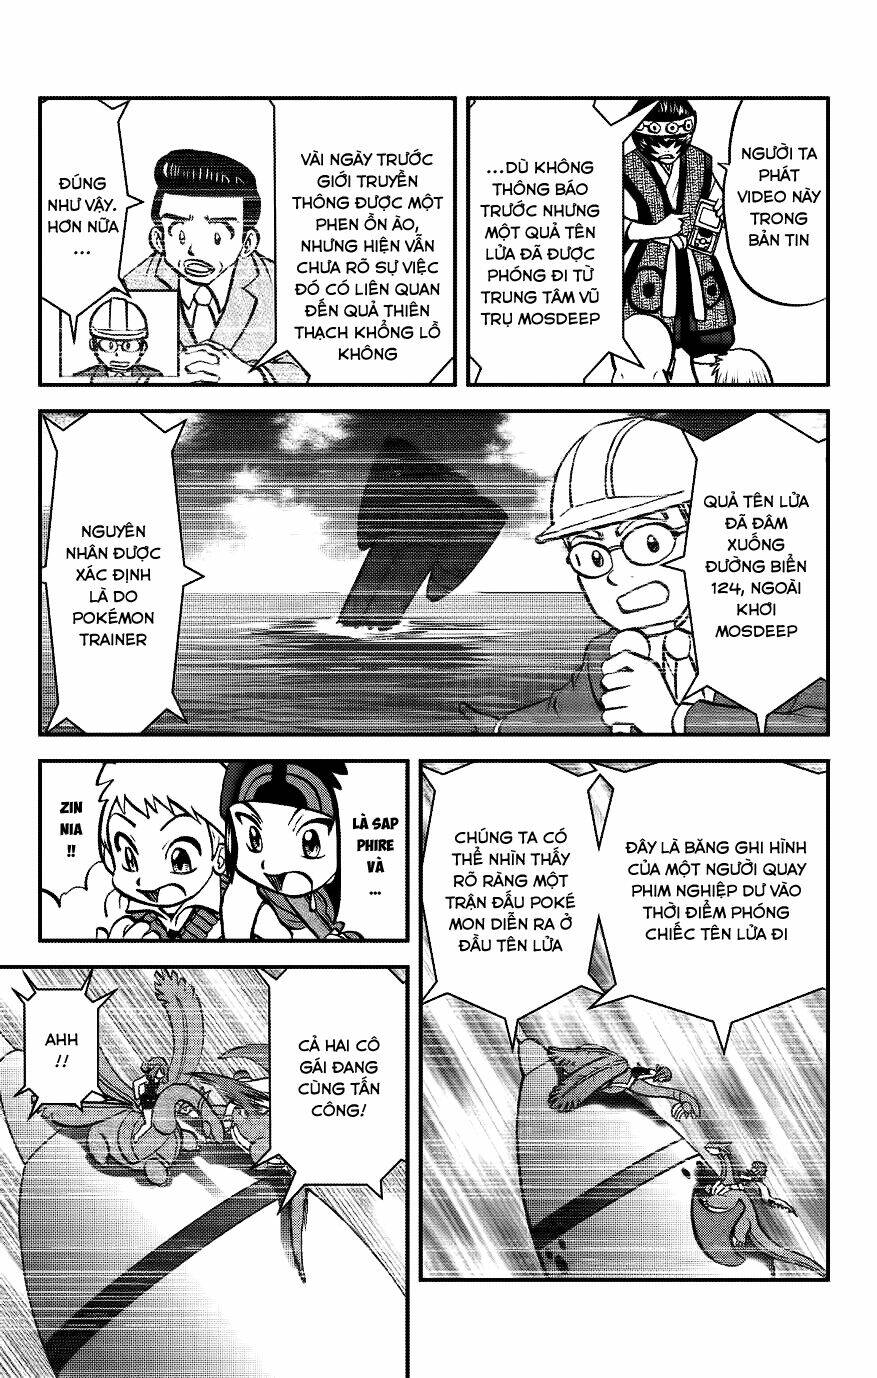 NGƯỜI TA
PHÁT
VIDEO NÀY
TRONG
BẢN TIN
...DÙ KHÔNG
THÔNG BÁO
TRƯỚC NHƯNG
MỘT QUẢ TÊN
LỬA ĐÃ ĐƯỢC
PHÓNG ĐI TỪ
TRUNG TÂM VŨ
TRỤ MOSDEEP
VÀI NGÀY TRƯỚC
GIỚI TRUYỀN
THÔNG ĐƯỢC MỘT
PHEN ỒN ÀO,
NHƯNG HIỆN VẪN
CHƯA RÕ SỰ VIỆC
ĐÓ CÓ LIÊN QUAN
ĐẾN QUẢ THIÊN
THẠCH KHỔNG LỒ
KHÔNG
ĐÚNG
NHƯ VẬY.
HƠN NỮA
...
QUẢ TÊN LỬA
ĐÃ ĐÂM
XUỐNG
ĐƯỜNG BIỂN
124, NGOÀI
KHƠI
MOSDEEP
NGUYÊN
NHÂN ĐƯỢC
XÁC ĐỊNH
LÀ DO
POKÉMON
TRAINER
ĐÂY LÀ BĂNG GHI HÌNH
CỦA MỘT NGƯỜI QUAY
PHIM NGHIỆP DƯ VÀO
THỜI ĐIỂM PHÓNG
CHIẾC TÊN LỬA ĐI
CHÚNG TA CÓ
THỂ NHÌN THẤY
RÕ RÀNG MỘT
TRẬN ĐẤU POKÉ
MON DIỄN RA Ở
ĐẦU TÊN LỬA
LÀ SAP
PHIRE
VÀ
...
ZIN
NIA
!!
CẢ HAI CÔ
GÁI ĐANG
CÙNG TẤN
CÔNG!
AHH
!!